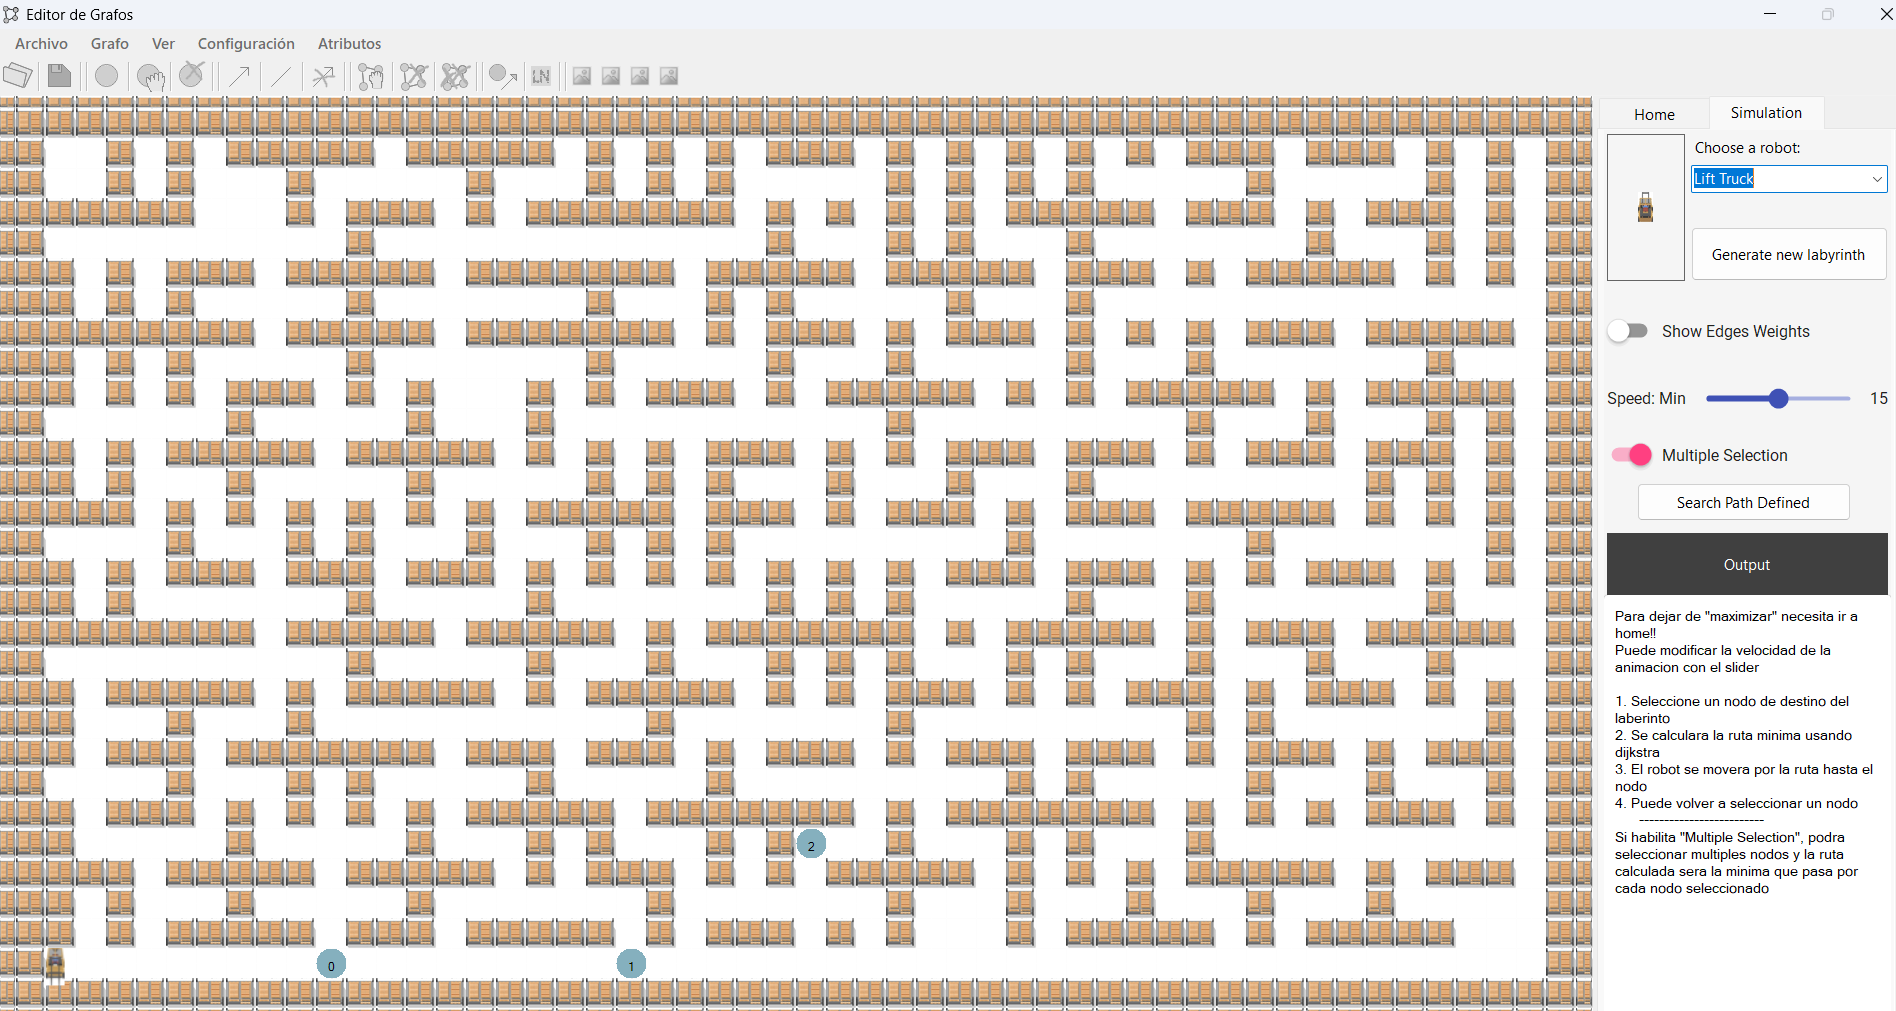 Editor de Grafos
Archivo Grafo Ver Configuración Atributos
LN
Home Simulation
Choose a robot:
Lift Truck
Generate new labyrinth
Show Edges Weights
Speed: Min 15
Multiple Selection
Search Path Defined
Output
Para dejar de "maximizar" necesita ir a
home!!
Puede modificar la velocidad de la
animacion con el slider
1. Seleccione un nodo de destino del
laberinto
2. Se calculara la ruta minima usando
dijkstra
3. El robot se movera por la ruta hasta el
nodo
4. Puede volver a seleccionar un nodo
-------------------------
Si habilita "Multiple Selection", podra
seleccionar multiples nodos y la ruta
calculada sera la minima que pasa por
cada nodo seleccionado
2
0 1